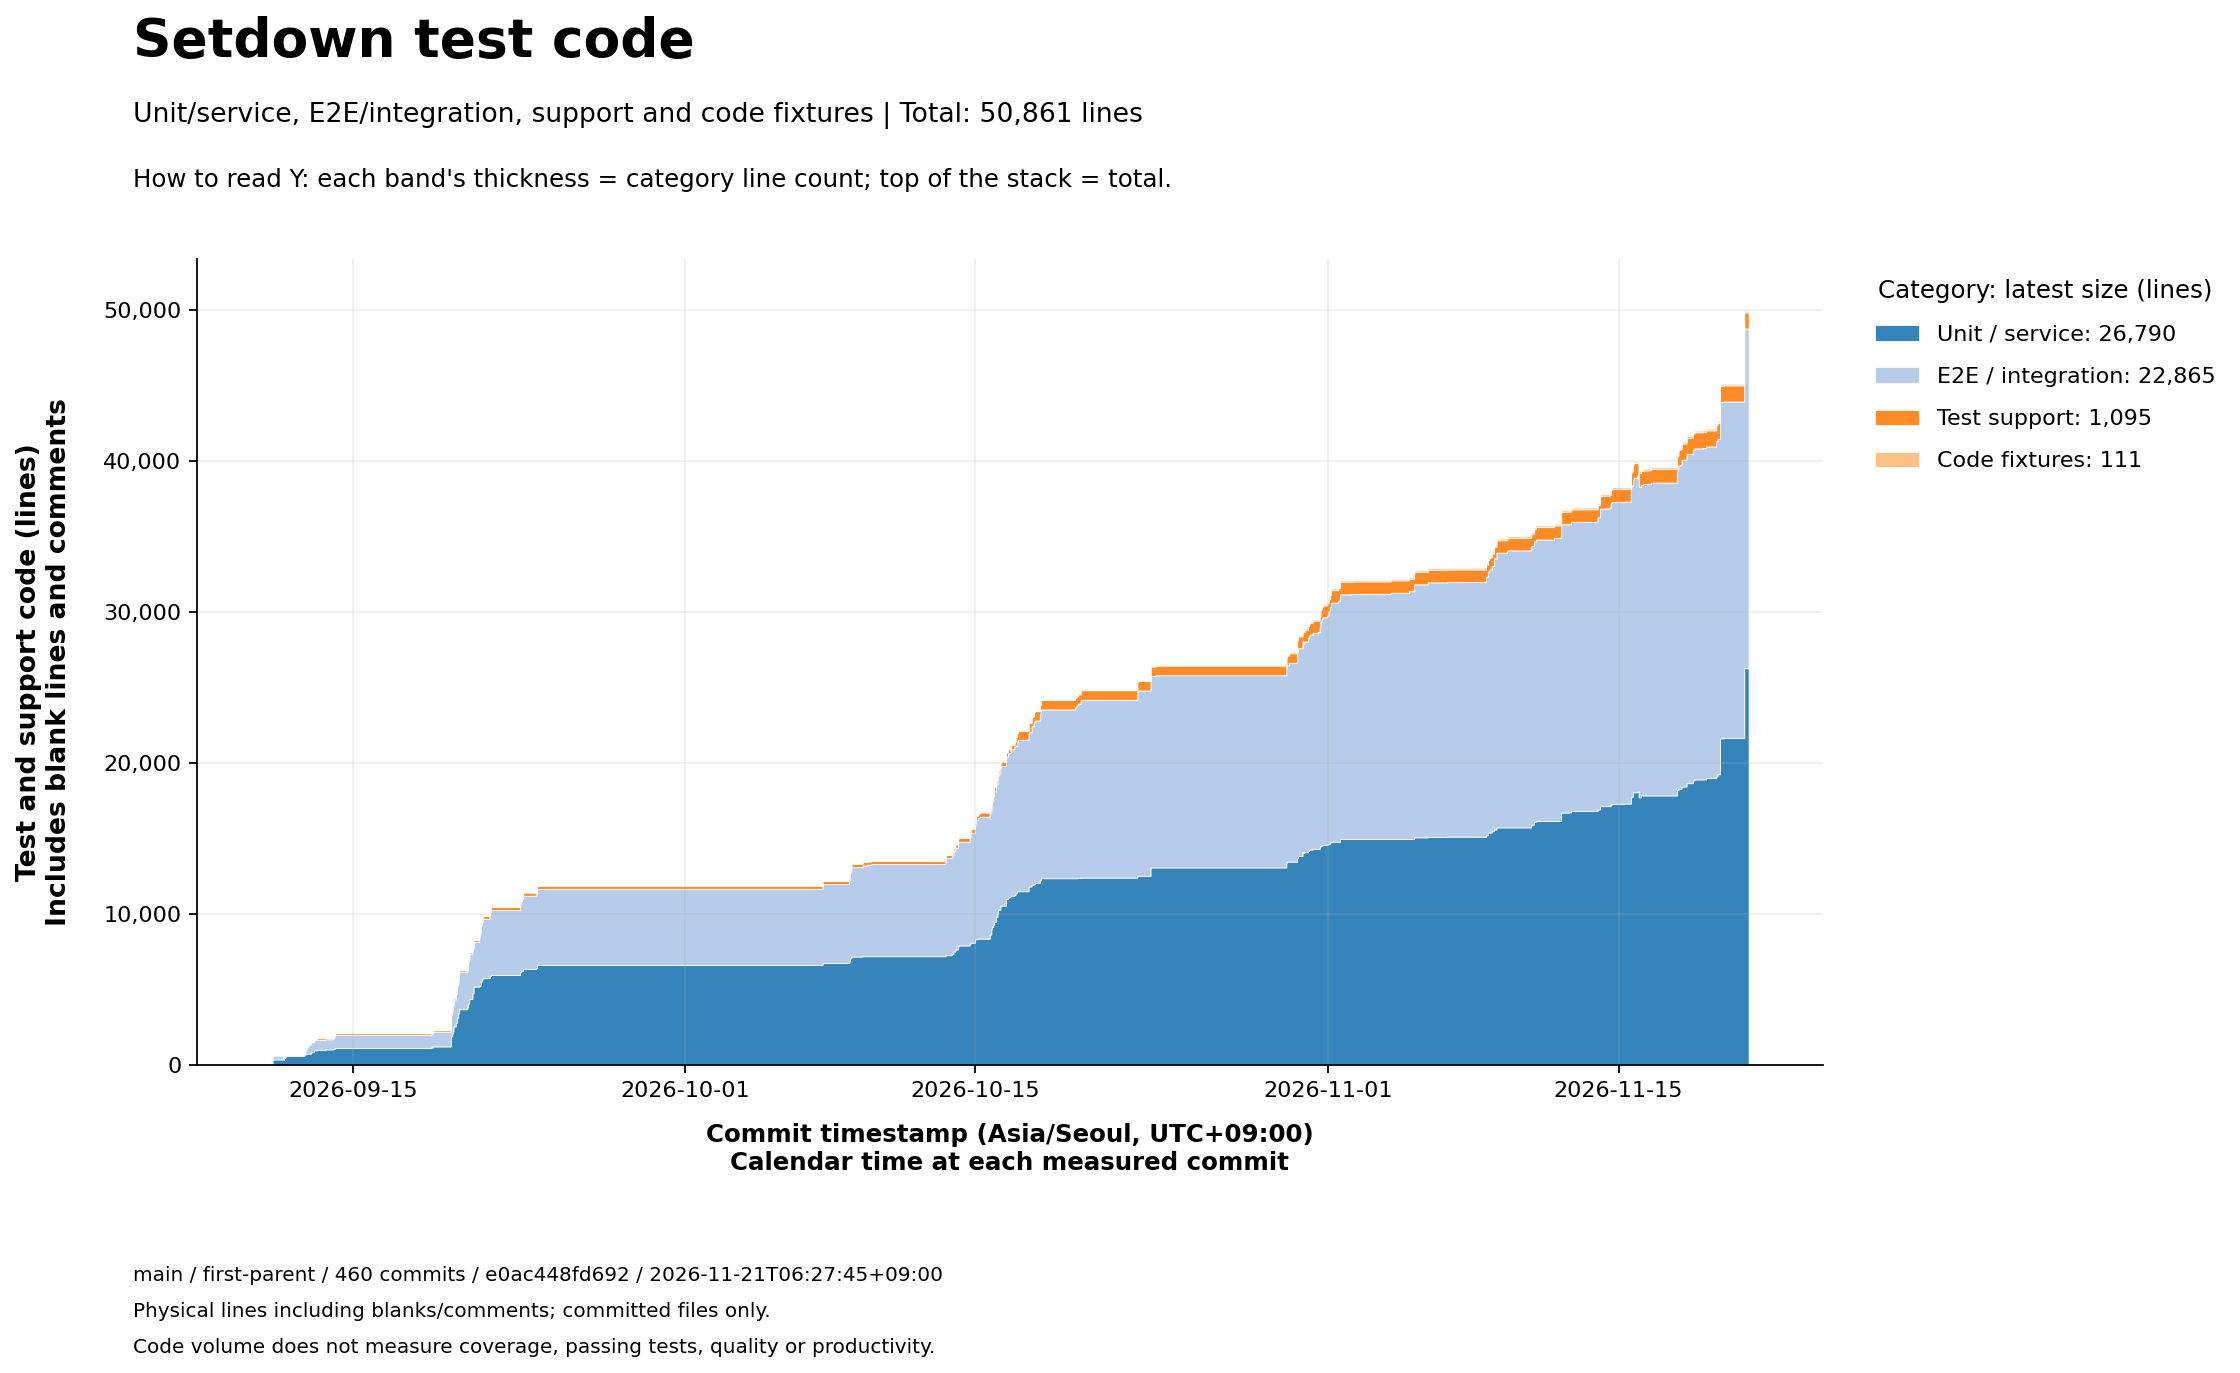 Setdown test code
Unit/service, E2E/integration, support and code fixtures | Total: 50,861 lines
How to read Y: each band's thickness = category line count; top of the stack = total.
Test and support code (lines)
Includes blank lines and comments
50,000
40,000
30,000
20,000
10,000
0
2026-09-15
2026-10-01
2026-10-15
2026-11-01
2026-11-15
Commit timestamp (Asia/Seoul, UTC+09:00)
Calendar time at each measured commit
Category: latest size (lines)
Unit / service: 26,790
E2E / integration: 22,865
Test support: 1,095
Code fixtures: 111
main / first-parent / 460 commits / e0ac448fd692 / 2026-11-21T06:27:45+09:00
Physical lines including blanks/comments; committed files only.
Code volume does not measure coverage, passing tests, quality or productivity.